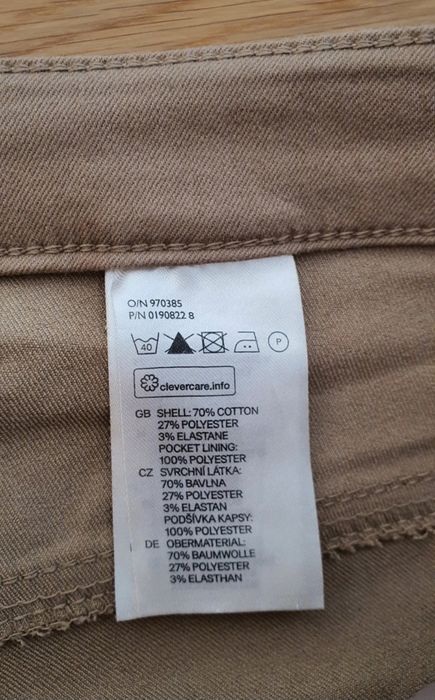 O/N 970385
P/N 0190822 8
40 P
clevercare.info
GB SHELL: 70% COTTON
27% POLYESTER
3% ELASTANE
POCKET LINING:
100% POLYESTER
CZ SVRCHNÍ LÁTKA:
70% BAVLNA
27% POLYESTER
3% ELASTAN
PODŠÍVKA KAPSY:
100% POLYESTER
DE OBERMATERIAL:
70% BAUMWOLLE
27% POLYESTER
3% ELASTHAN